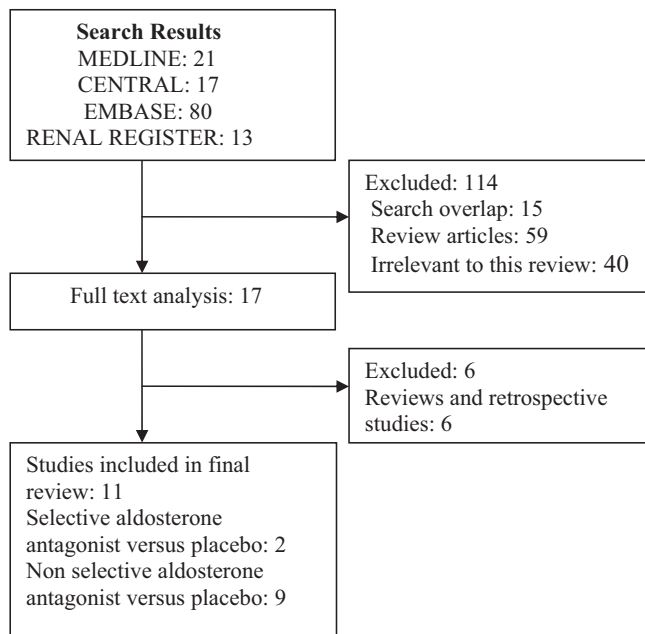 Search Results
MEDLINE: 21
CENTRAL: 17
EMBASE: 80
RENAL REGISTER: 13
Excluded: 114
Search overlap: 15
Review articles: 59
Irrelevant to this review: 40
Full text analysis: 17
Excluded: 6
Reviews and retrospective
studies: 6
Studies included in final
review: 11
Selective aldosterone
antagonist versus placebo: 2
Non selective aldosterone
antagonist versus placebo: 9